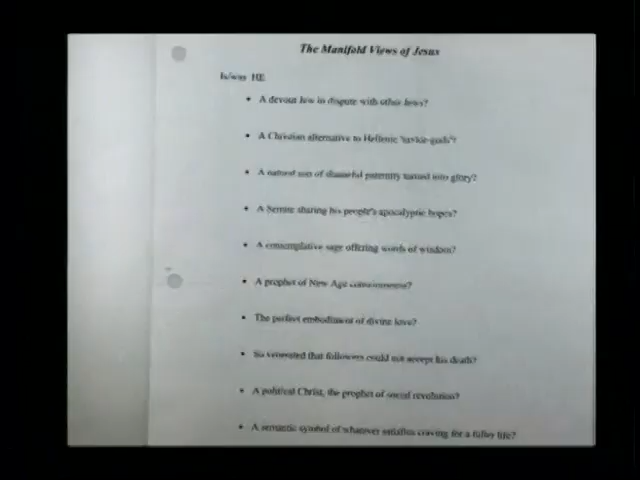 The Manifold Views of Jesus
Is/was HE
• A devout Jew in dispute with other Jews?
• A Christian alternative to Hellenic "savior-gods"?
• A natural son of shameful paternity turned into glory?
• A Semite sharing his people's apocalyptic hopes?
• A contemplative sage offering words of wisdom?
• A prophet of New Age consciousness?
• The perfect embodiment of divine love?
• So venerated that followers could not accept his death?
• A political Christ, the prophet of social revolution?
• A semantic symbol of whatever satisfies craving for a fuller life?